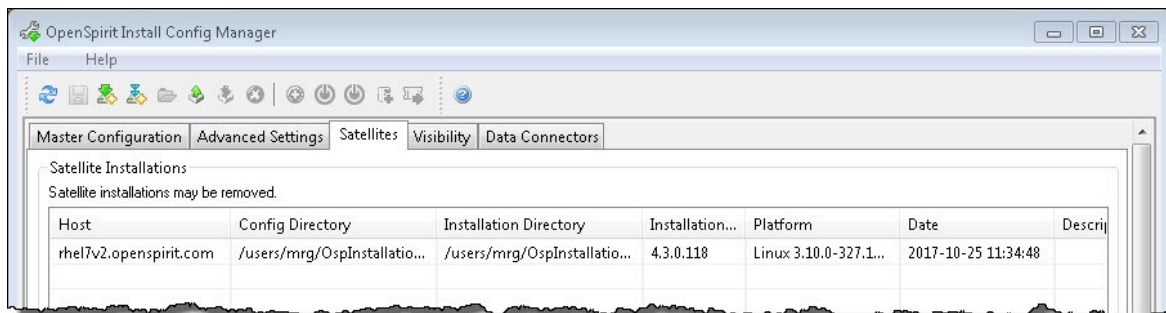 OpenSpirit Install Config Manager
File Help
Master Configuration Advanced Settings Satellites Visibility Data Connectors
Satellite Installations
Satellite installations may be removed.
Host Config Directory Installation Directory Installation... Platform Date Descrip
rhel7v2.openspirit.com /users/mrg/OspInstallatio... /users/mrg/OspInstallatio... 4.3.0.118 Linux 3.10.0-327.1... 2017-10-25 11:34:48